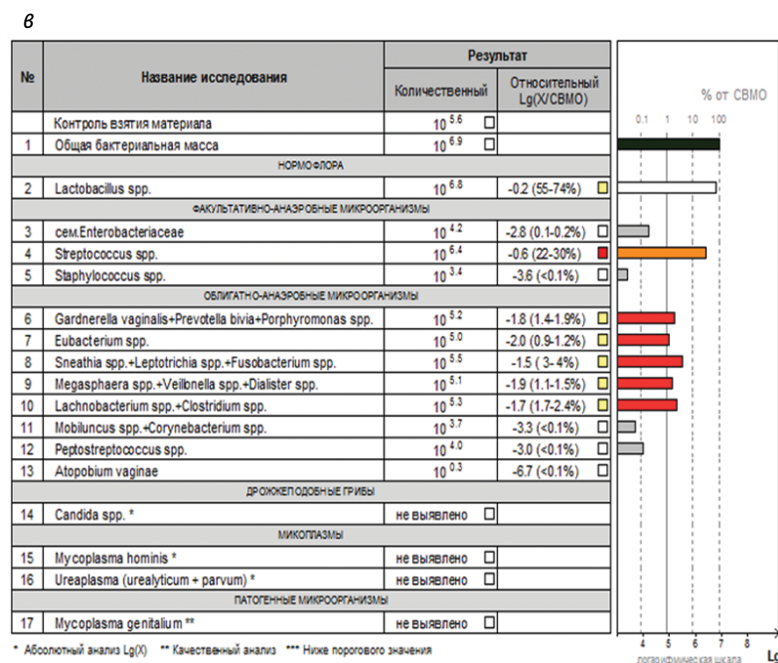 в
№ Название исследования Результат
Количественный Относительный Lg(X/СВМО)
% от СВМО
0.1 1 10 100
Контроль взятия материала 10 5.6
1 Общая бактериальная масса 10 6.9
НОРМОФЛОРА
2 Lactobacillus spp. 10 6.8 -0.2 (55-74%)
ФАКУЛЬТАТИВНО-АНАЭРОБНЫЕ МИКРООРГАНИЗМЫ
3 сем.Enterobacteriaceae 10 4.2 -2.8 (0.1-0.2%)
4 Streptococcus spp. 10 6.4 -0.6 (22-30%)
5 Staphylococcus spp. 10 3.4 -3.6 (<0.1%)
ОБЛИГАТНО-АНАЭРОБНЫЕ МИКРООРГАНИЗМЫ
6 Gardnerella vaginalis+Prevotella bivia+Porphyromonas spp. 10 5.2 -1.8 (1.4-1.9%)
7 Eubacterium spp. 10 5.0 -2.0 (0.9-1.2%)
8 Sneathia spp.+Leptotrichia spp.+Fusobacterium spp. 10 5.5 -1.5 ( 3- 4%)
9 Megasphaera spp.+Veillonella spp.+Dialister spp. 10 5.1 -1.9 (1.1-1.5%)
10 Lachnobacterium spp.+Clostridium spp. 10 5.3 -1.7 (1.7-2.4%)
11 Mobiluncus spp.+Corynebacterium spp. 10 3.7 -3.3 (<0.1%)
12 Peptostreptococcus spp. 10 4.0 -3.0 (<0.1%)
13 Atopobium vaginae 10 0.3 -6.7 (<0.1%)
ДРОЖЖЕПОДОБНЫЕ ГРИБЫ
14 Candida spp. * не выявлено
МИКОПЛАЗМЫ
15 Mycoplasma hominis * не выявлено
16 Ureaplasma (urealyticum + parvum) * не выявлено
ПАТОГЕННЫЕ МИКРООРГАНИЗМЫ
17 Mycoplasma genitalium ** не выявлено
4 5 6 7 8 9
* Абсолютный анализ Lg(X) ** Качественный анализ *** Ниже порогового значения
логарифмическая шкала Lg